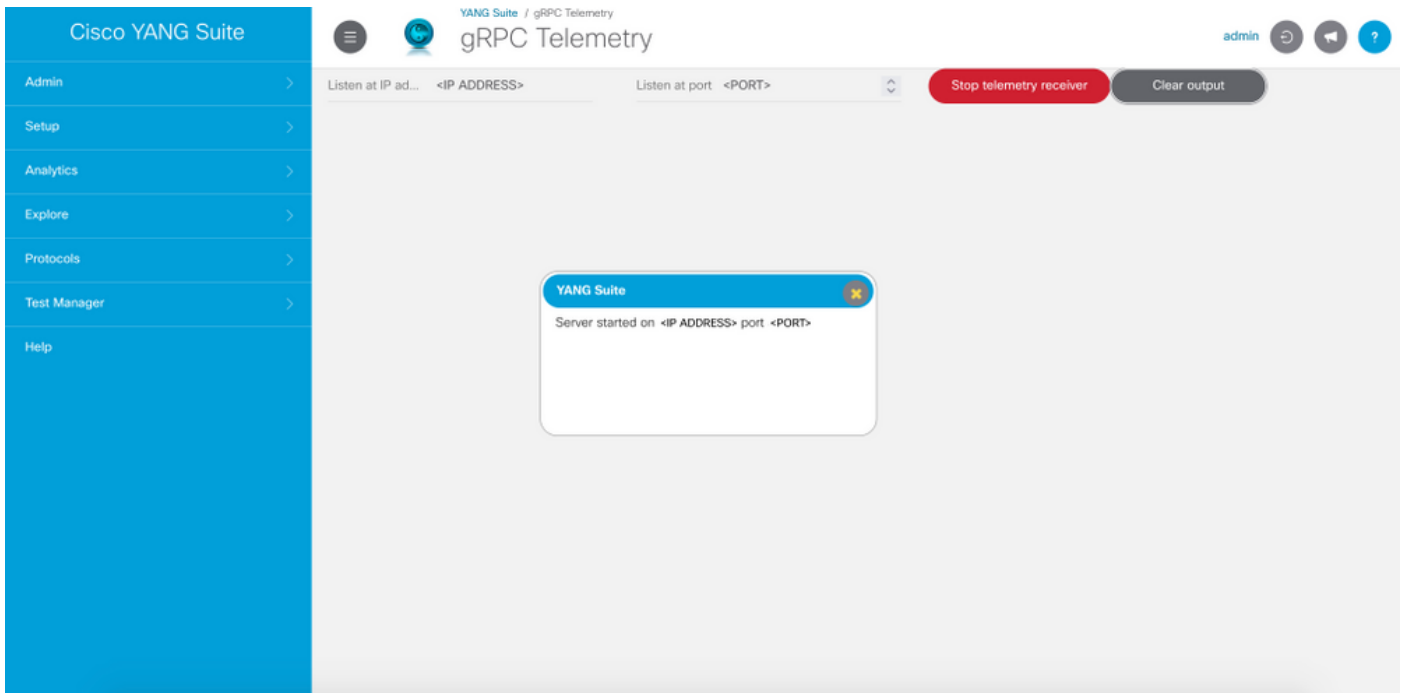 Cisco YANG Suite
YANG Suite / gRPC Telemetry
gRPC Telemetry
admin
?
Admin
Setup
Analytics
Explore
Protocols
Test Manager
Help
Listen at IP ad... <IP ADDRESS>
Listen at port <PORT>
Stop telemetry receiver
Clear output
YANG Suite
Server started on <IP ADDRESS> port <PORT>